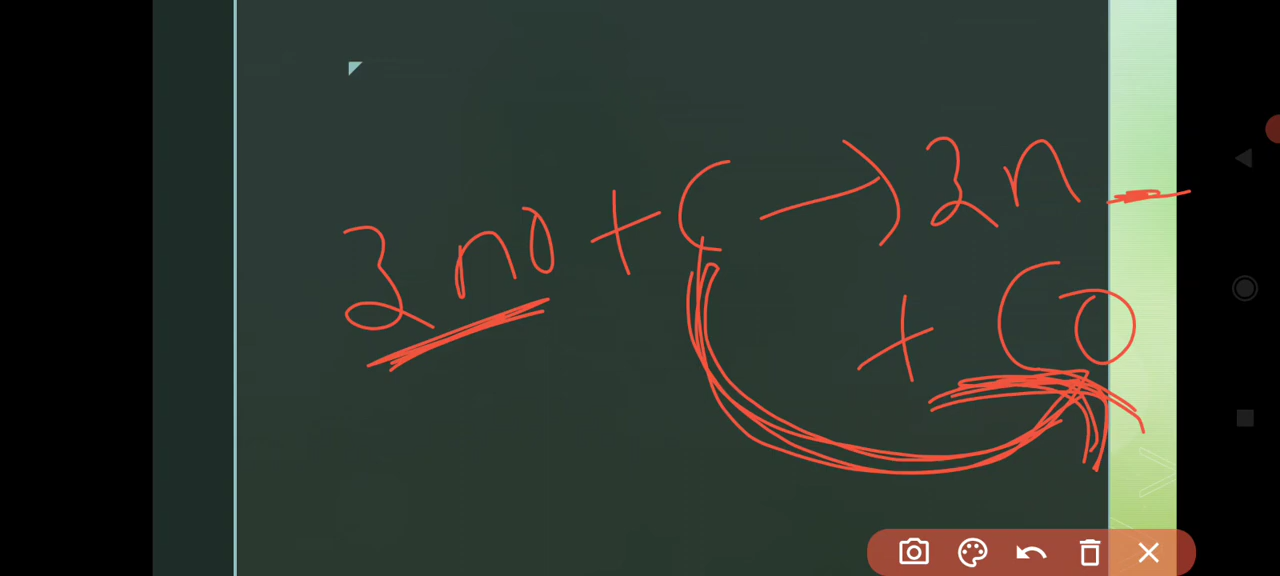 ZnO + C → Zn
+ CO